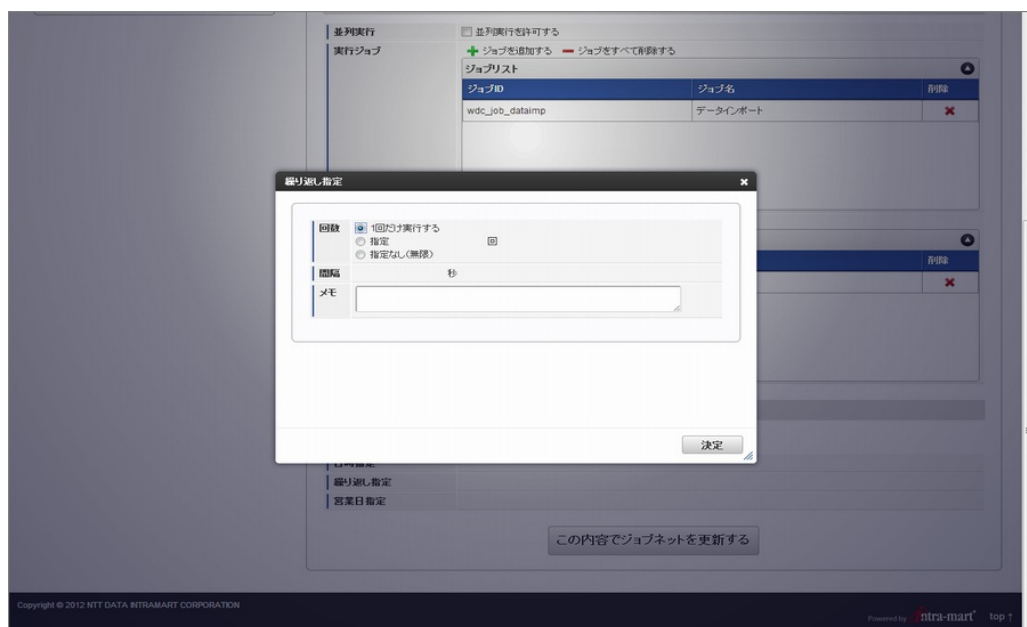 並列実行
並列実行を許可する
実行ジョブ
ジョブを追加する ジョブをすべて削除する
ジョブリスト
ジョブID ジョブ名 削除
wdc_job_dataimp データインポート
繰り返し指定
回数 1回だけ実行する
指定 回
指定なし(無限)
間隔 秒
メモ
削除
決定
繰り返し指定
営業日指定
この内容でジョブネットを更新する
Copyright © 2012 NTT DATA INTRAMART CORPORATION
Powered by intra-mart top ↑